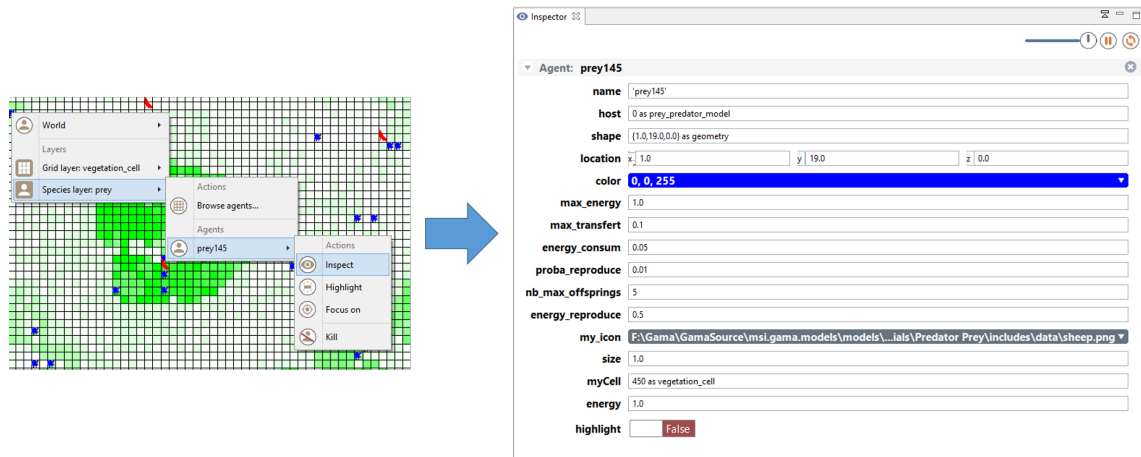 World
Layers
Grid layer: vegetation_cell
Species layer: prey
Actions
Browse agents...
Agents
prey145
Actions
Inspect
Highlight
Focus on
Kill
Inspector
Agent: prey145
name 'prey145'
host 0 as prey_predator_model
shape {1.0,19.0,0.0} as geometry
location x 1.0 y 19.0 z 0.0
color 0, 0, 255
max_energy 1.0
max_transfert 0.1
energy_consum 0.05
proba_reproduce 0.01
nb_max_offsprings 5
energy_reproduce 0.5
my_icon F:\Gama\GamaSource\msi.gama.models\models\...ials\Predator Prey\includes\data\sheep.png
size 1.0
myCell 450 as vegetation_cell
energy 1.0
highlight False